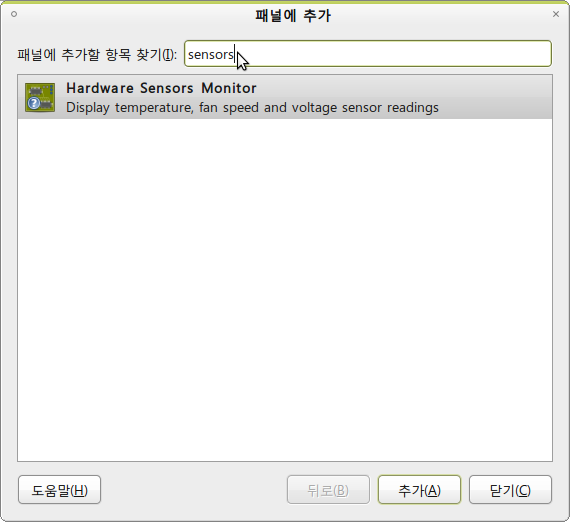 패널에 추가
패널에 추가할 항목 찾기(I): sensors
Hardware Sensors Monitor
Display temperature, fan speed and voltage sensor readings
도움말(H) 뒤로(B) 추가(A) 닫기(C)